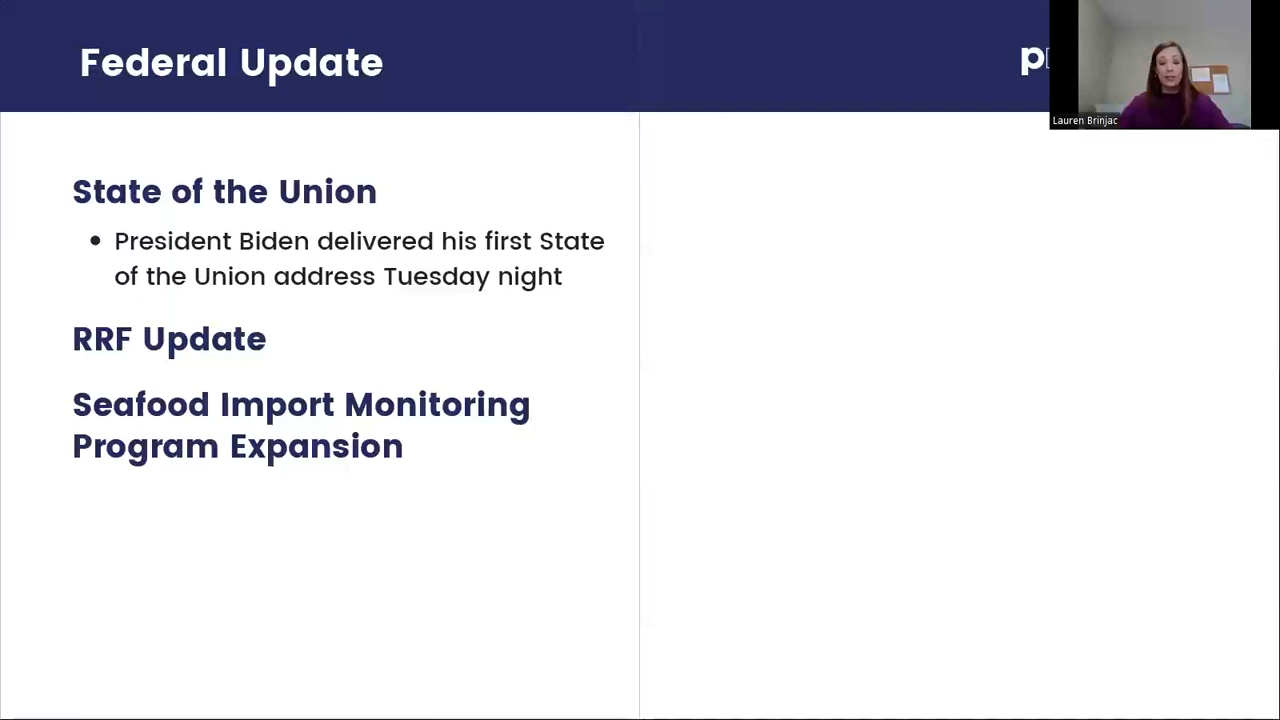 Federal Update
Lauren Brinjac
State of the Union
• President Biden delivered his first State
of the Union address Tuesday night
RRF Update
Seafood Import Monitoring
Program Expansion